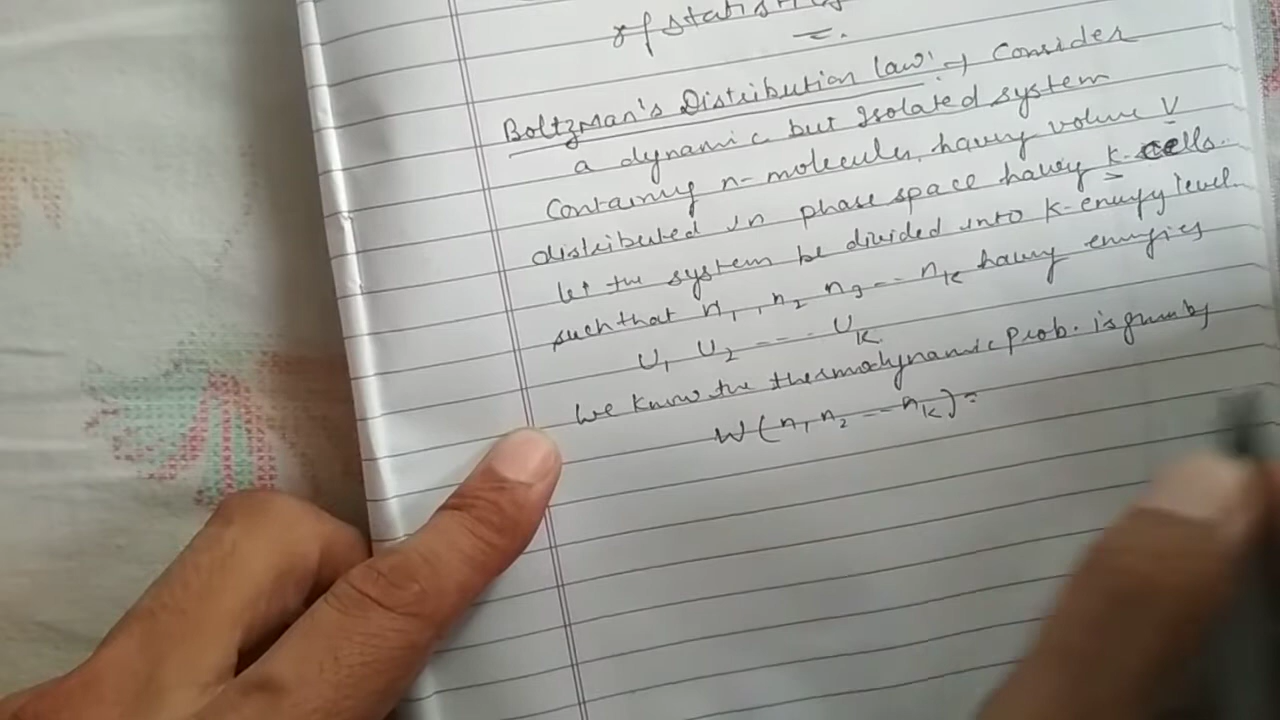 of statistics
Boltzman's Distribution law :→ Consider
a dynamic but Isolated system
Containing n-molecules, having volume V
distributed in phase space having K-cells.
let the system be divided into K-energy level
such that n₁, n₂ n₃ --- nK having energies
U₁ U₂ --- UK
We know the thermodynamic prob. is given by
W(n₁ n₂ --- nK) =